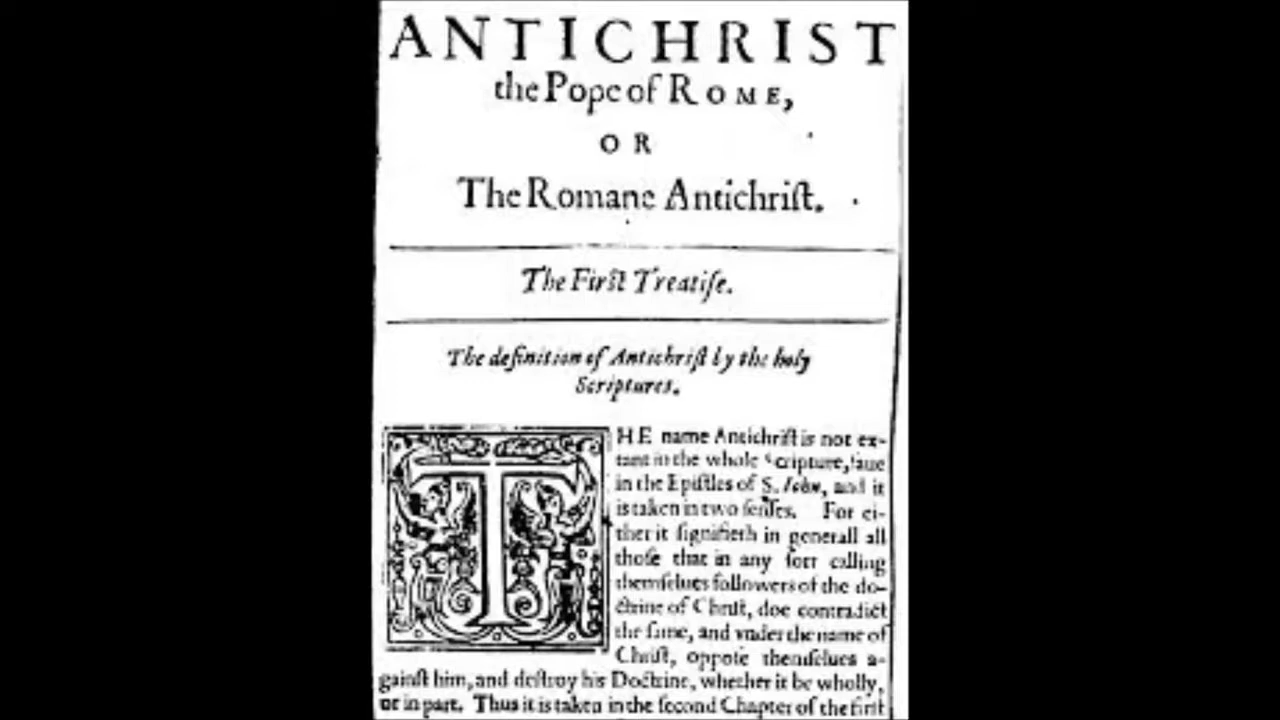 ANTICHRIST
the Pope of ROME,
OR
The Romane Antichriſt.
The Firſt Treatiſe.
The definition of Antichriſt by the holy
Scriptures.
THE name Antichriſt is not ex-
tant in the whole Scripture, ſaue
in the Epiſtles of S. Iohn, and it
is taken in two ſenſes. For ei-
ther it ſignifieth in generall all
thoſe that in any ſort calling
themſelues followers of the do-
ctrine of Chriſt, doe contradict
the ſame, and vnder the name of
Chriſt, oppoſe themſelues a-
gainſt him, and deſtroy his Doctrine, whether it be wholly,
or in part. Thus it is taken in the ſecond Chapter of the firſt